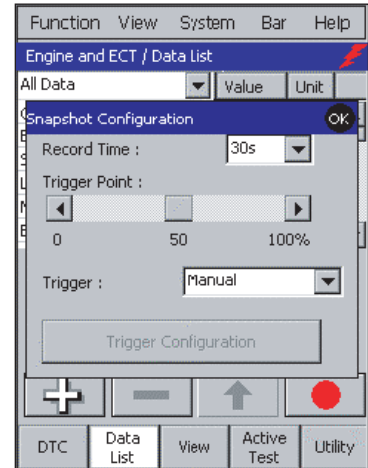 Function View System Bar Help
Engine and ECT / Data List
All Data Value Unit
Snapshot Configuration OK
Record Time : 30s
Trigger Point :
0 50 100%
Trigger : Manual
Trigger Configuration
DTC Data List View Active Test Utility